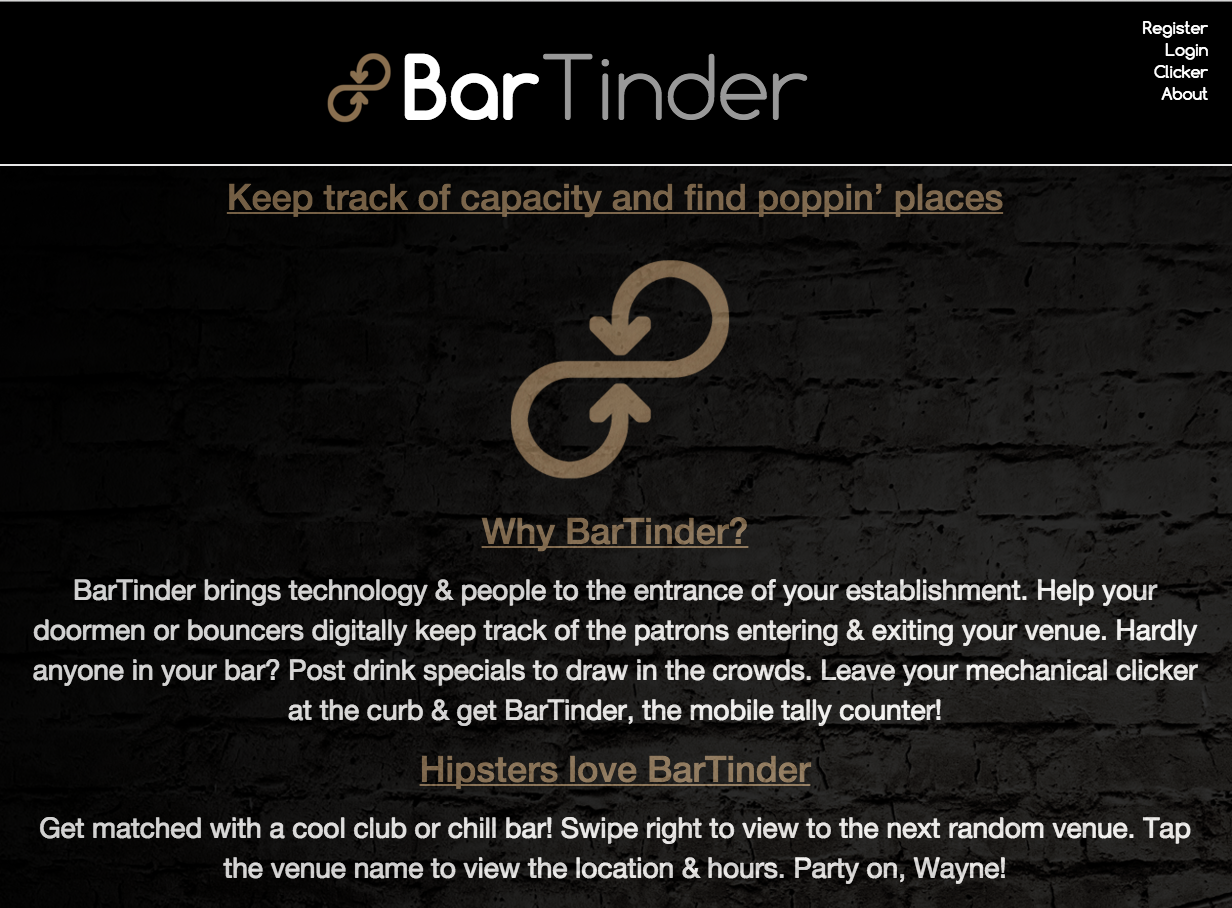 Register
Login
Clicker
About
BarTinder
Keep track of capacity and find poppin’ places
Why BarTinder?
BarTinder brings technology & people to the entrance of your establishment. Help your
doormen or bouncers digitally keep track of the patrons entering & exiting your venue. Hardly
anyone in your bar? Post drink specials to draw in the crowds. Leave your mechanical clicker
at the curb & get BarTinder, the mobile tally counter!
Hipsters love BarTinder
Get matched with a cool club or chill bar! Swipe right to view to the next random venue. Tap
the venue name to view the location & hours. Party on, Wayne!